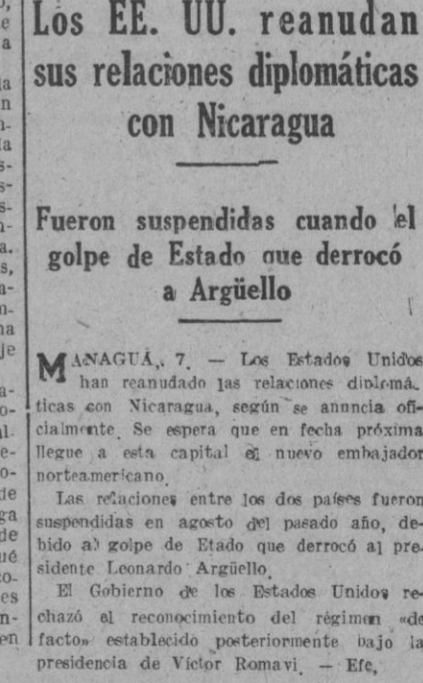 Los EE. UU. reanudan
sus relaciones diplomáticas
con Nicaragua
Fueron suspendidas cuando el
golpe de Estado que derrocó
a Argüello
MANAGUÁ, 7. — Los Estados Unidos
han reanudado las relaciones diplomá-
ticas con Nicaragua, según se anuncia ofi-
cialmente. Se espera que en fecha próxima
llegue a esta capital el nuevo embajador
norteamericano.
Las relaciones entre los dos países fueron
suspendidas en agosto del pasado año, de-
bido al golpe de Etado que derrocó al pre-
sidente Leonardo Argüello.
El Gobierno de los Estados Unidos re-
chazó el reconocimiento del régimen «de
facto» establecido posteriormente bajo la
presidencia de Víctor Romavi. — Efe,